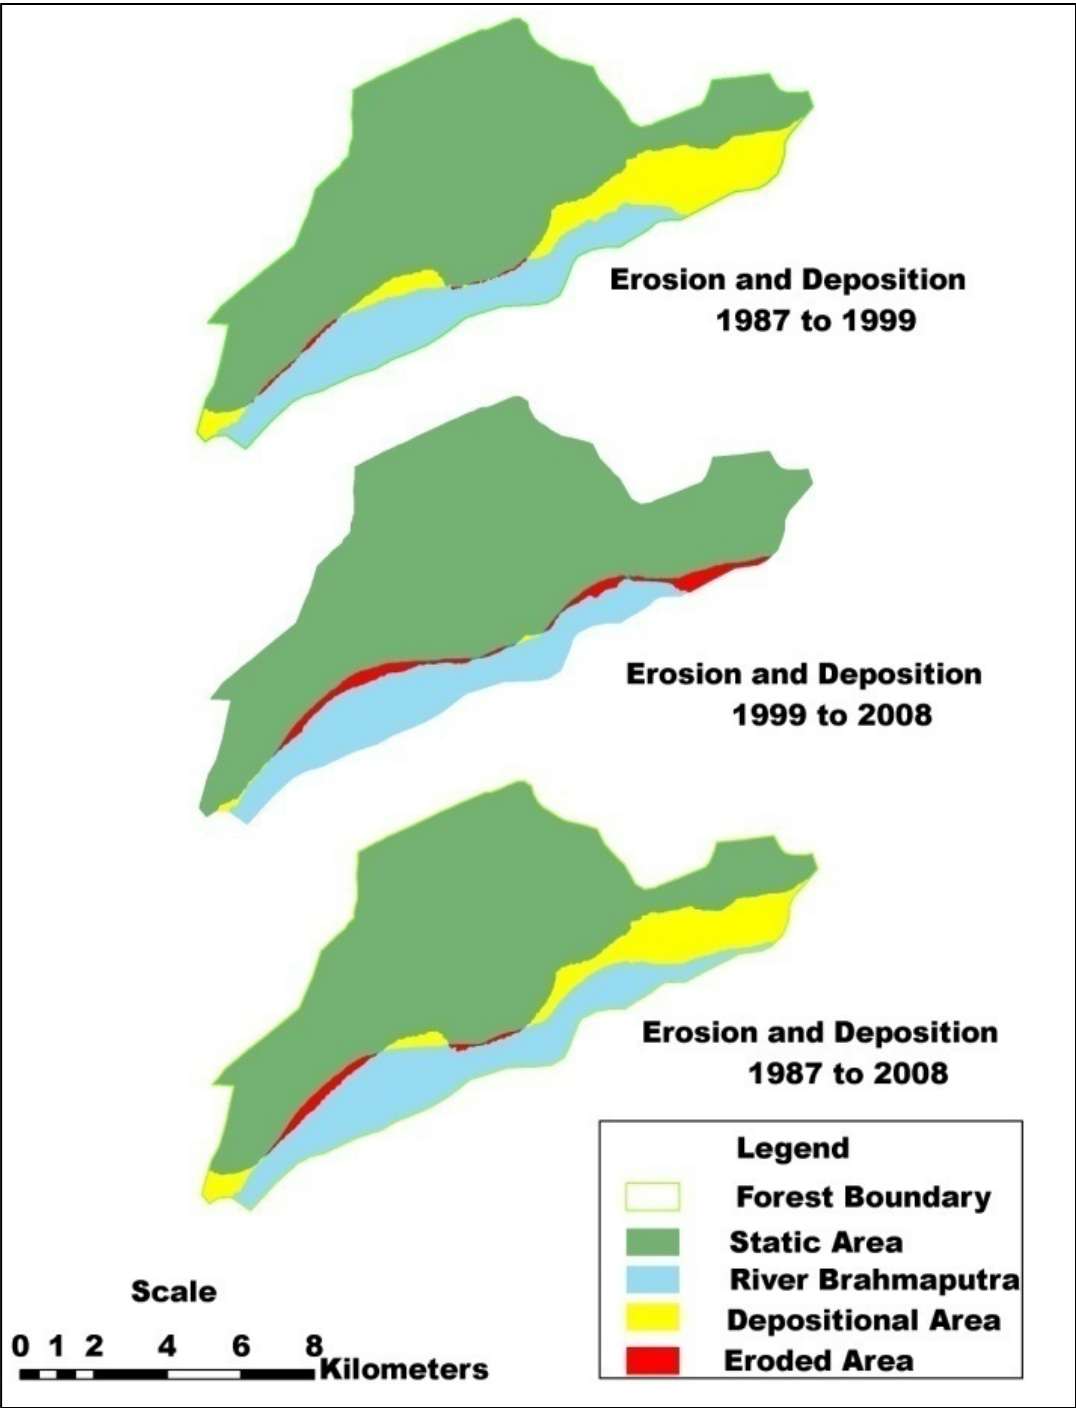 Erosion and Deposition
1987 to 1999
Erosion and Deposition
1999 to 2008
Erosion and Deposition
1987 to 2008
Legend
Forest Boundary
Static Area
River Brahmaputra
Depositional Area
Eroded Area
Scale
0 1 2 4 6 8
Kilometers